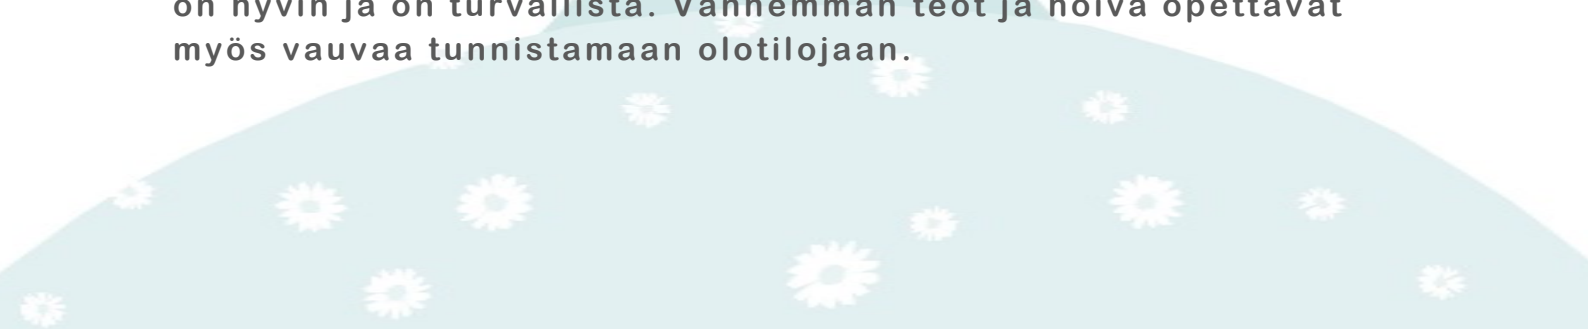 on hyvin ja on turvallista. Vanhemman teot ja hoiva opettavat
myös vauvaa tunnistamaan olotilojaan.